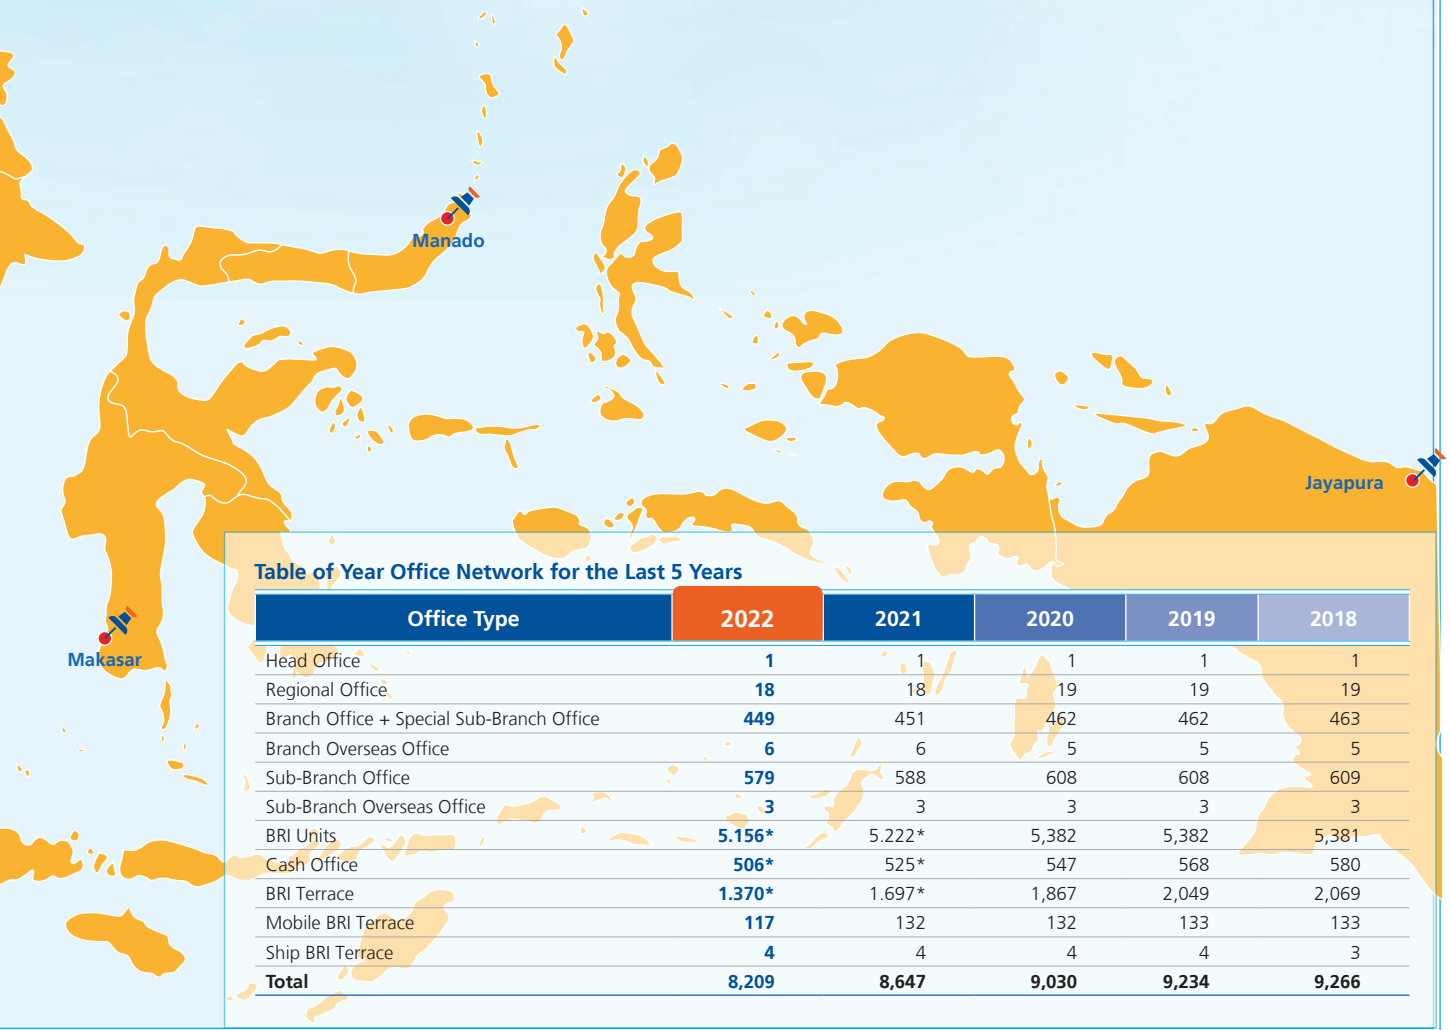 Manado
Jayapura
Makasar
Table of Year Office Network for the Last 5 Years
Office Type 2022 2021 2020 2019 2018
Head Office 1 1 1 1 1
Regional Office 18 18 19 19 19
Branch Office + Special Sub-Branch Office 449 451 462 462 463
Branch Overseas Office 6 6 5 5 5
Sub-Branch Office 579 588 608 608 609
Sub-Branch Overseas Office 3 3 3 3 3
BRI Units 5.156* 5.222* 5,382 5,382 5,381
Cash Office 506* 525* 547 568 580
BRI Terrace 1.370* 1.697* 1,867 2,049 2,069
Mobile BRI Terrace 117 132 132 133 133
Ship BRI Terrace 4 4 4 4 3
Total 8,209 8,647 9,030 9,234 9,266